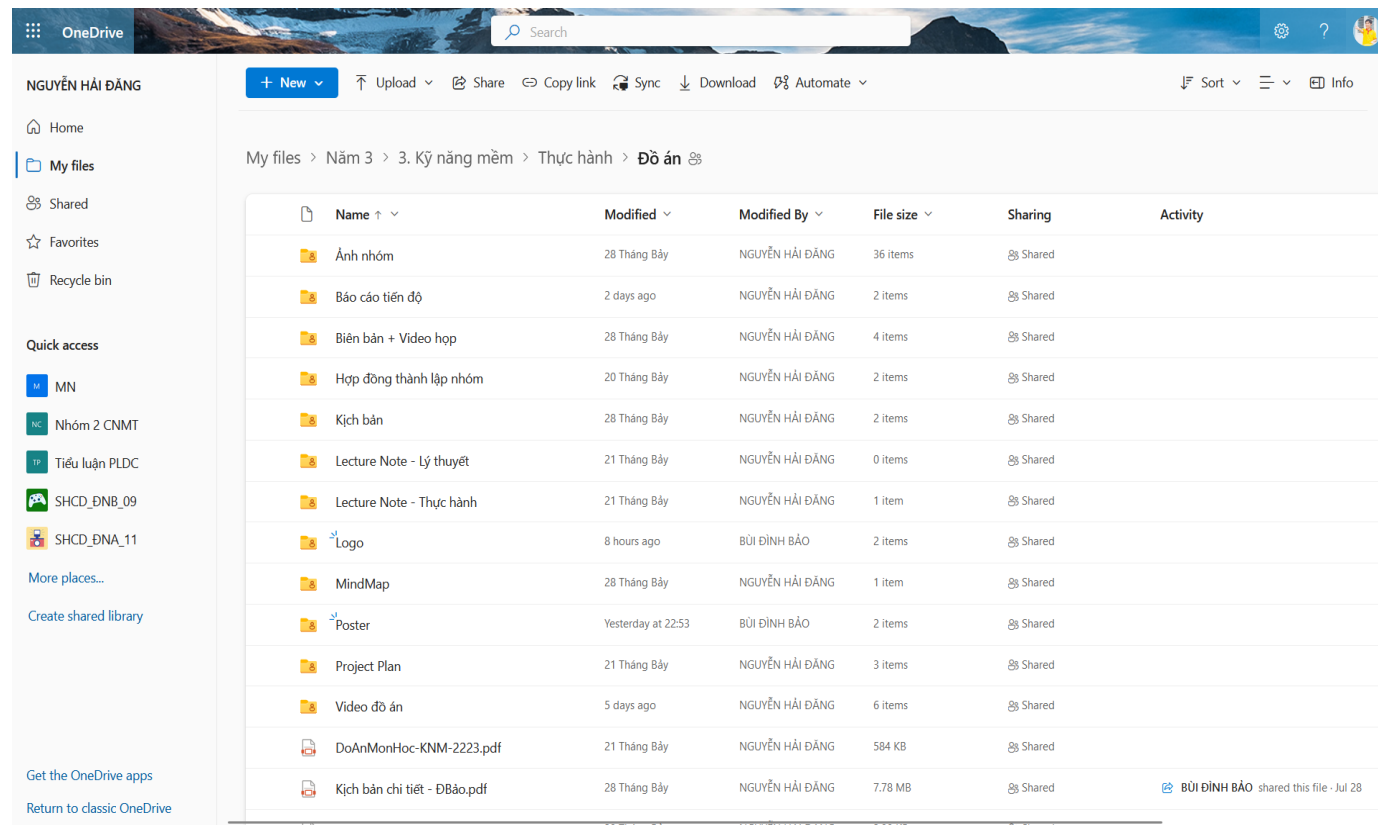 OneDrive
Search
?
NGUYỄN HẢI ĐĂNG
Home
My files
Shared
Favorites
Recycle bin
Quick access
M MN
NC Nhóm 2 CNMT
TP Tiểu luận PLDC
SHCD_ĐNB_09
SHCD_ĐNA_11
More places...
Create shared library
Get the OneDrive apps
Return to classic OneDrive
+ New Upload Share Copy link Sync Download Automate Sort Info
My files > Năm 3 > 3. Kỹ năng mềm > Thực hành > Đồ án
Name ↑ Modified Modified By File size Sharing Activity
Ảnh nhóm 28 Tháng Bảy NGUYỄN HẢI ĐĂNG 36 items Shared
Báo cáo tiến độ 2 days ago NGUYỄN HẢI ĐĂNG 2 items Shared
Biên bản + Video họp 28 Tháng Bảy NGUYỄN HẢI ĐĂNG 4 items Shared
Hợp đồng thành lập nhóm 20 Tháng Bảy NGUYỄN HẢI ĐĂNG 2 items Shared
Kịch bản 28 Tháng Bảy NGUYỄN HẢI ĐĂNG 2 items Shared
Lecture Note - Lý thuyết 21 Tháng Bảy NGUYỄN HẢI ĐĂNG 0 items Shared
Lecture Note - Thực hành 21 Tháng Bảy NGUYỄN HẢI ĐĂNG 1 item Shared
Logo 8 hours ago BÙI ĐÌNH BẢO 2 items Shared
MindMap 28 Tháng Bảy NGUYỄN HẢI ĐĂNG 1 item Shared
Poster Yesterday at 22:53 BÙI ĐÌNH BẢO 2 items Shared
Project Plan 21 Tháng Bảy NGUYỄN HẢI ĐĂNG 3 items Shared
Video đồ án 5 days ago NGUYỄN HẢI ĐĂNG 6 items Shared
DoAnMonHoc-KNM-2223.pdf 21 Tháng Bảy NGUYỄN HẢI ĐĂNG 584 KB Shared
Kịch bản chi tiết - ĐBảo.pdf 28 Tháng Bảy NGUYỄN HẢI ĐĂNG 7.78 MB Shared BÙI ĐÌNH BẢO shared this file · Jul 28